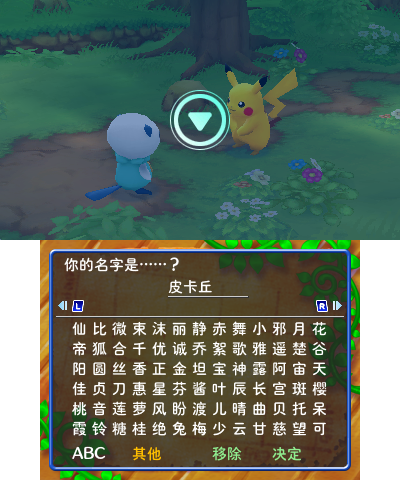 你的名字是……？
皮卡丘
L R
仙 比 微 束 沫 丽 静 赤 舞 小 邪 月 花
帝 狐 合 千 优 诚 乔 絮 歌 雅 遥 楚 谷
阳 圆 丝 香 正 金 坦 宝 神 露 阿 宙 天
佳 贞 刀 惠 星 芬 酱 叶 辰 长 宫 斑 樱
桃 音 莲 萝 风 盼 渡 儿 晴 曲 贝 托 呆
霞 铃 糖 桂 绝 兔 梅 少 云 甘 慈 望 可
ABC 其他 移除 决定